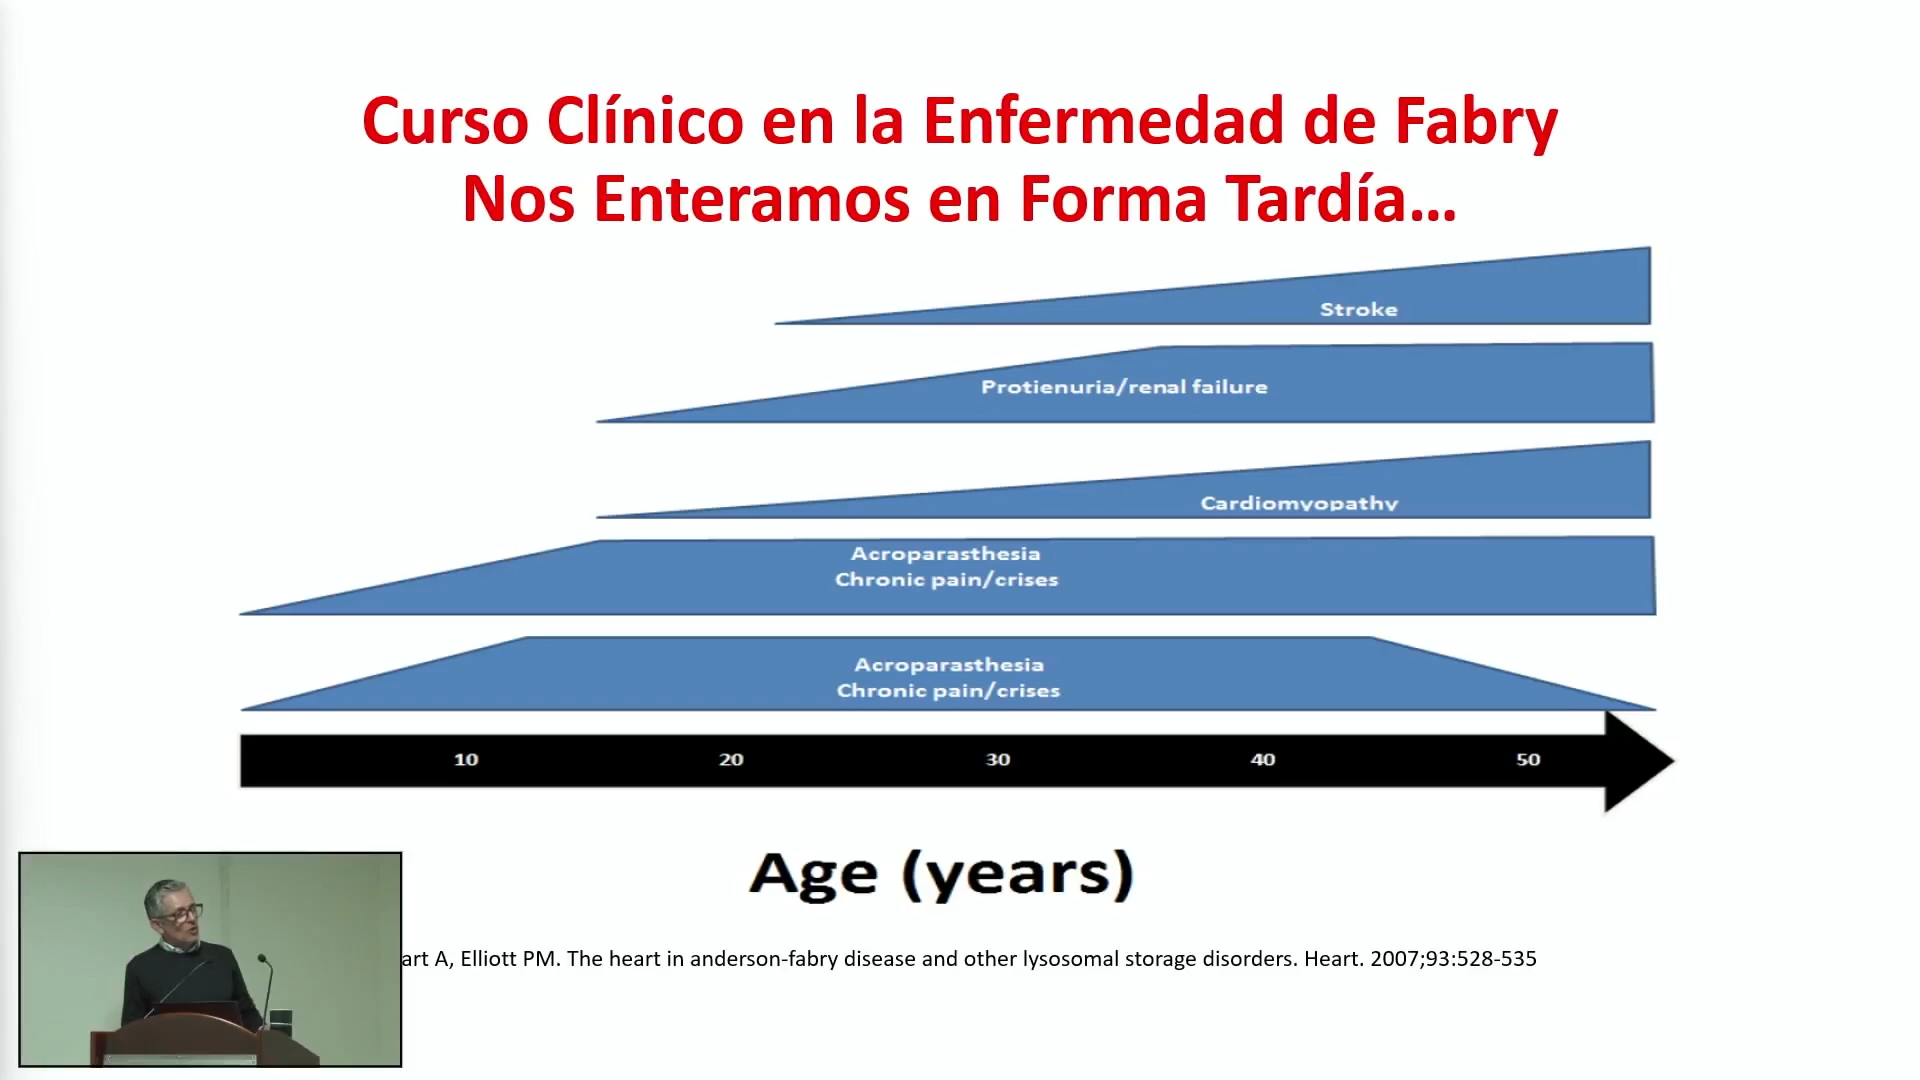 Curso Clínico en la Enfermedad de Fabry
Nos Enteramos en Forma Tardía...
Stroke
Protienuria/renal failure
Cardiomyopathy
Acroparasthesia
Chronic pain/crises
Acroparasthesia
Chronic pain/crises
10 20 30 40 50
Age (years)
art A, Elliott PM. The heart in anderson-fabry disease and other lysosomal storage disorders. Heart. 2007;93:528-535